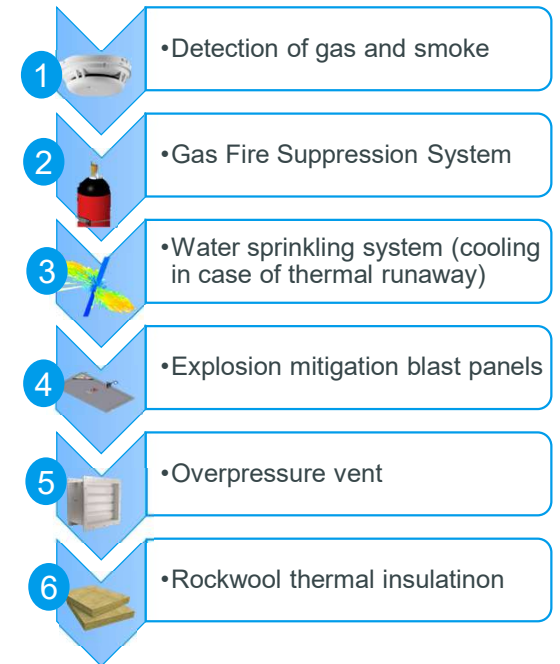 1
•Detection of gas and smoke
2
•Gas Fire Suppression System
3
•Water sprinkling system (cooling
in case of thermal runaway)
4
•Explosion mitigation blast panels
5
•Overpressure vent
6
•Rockwool thermal insulatinon